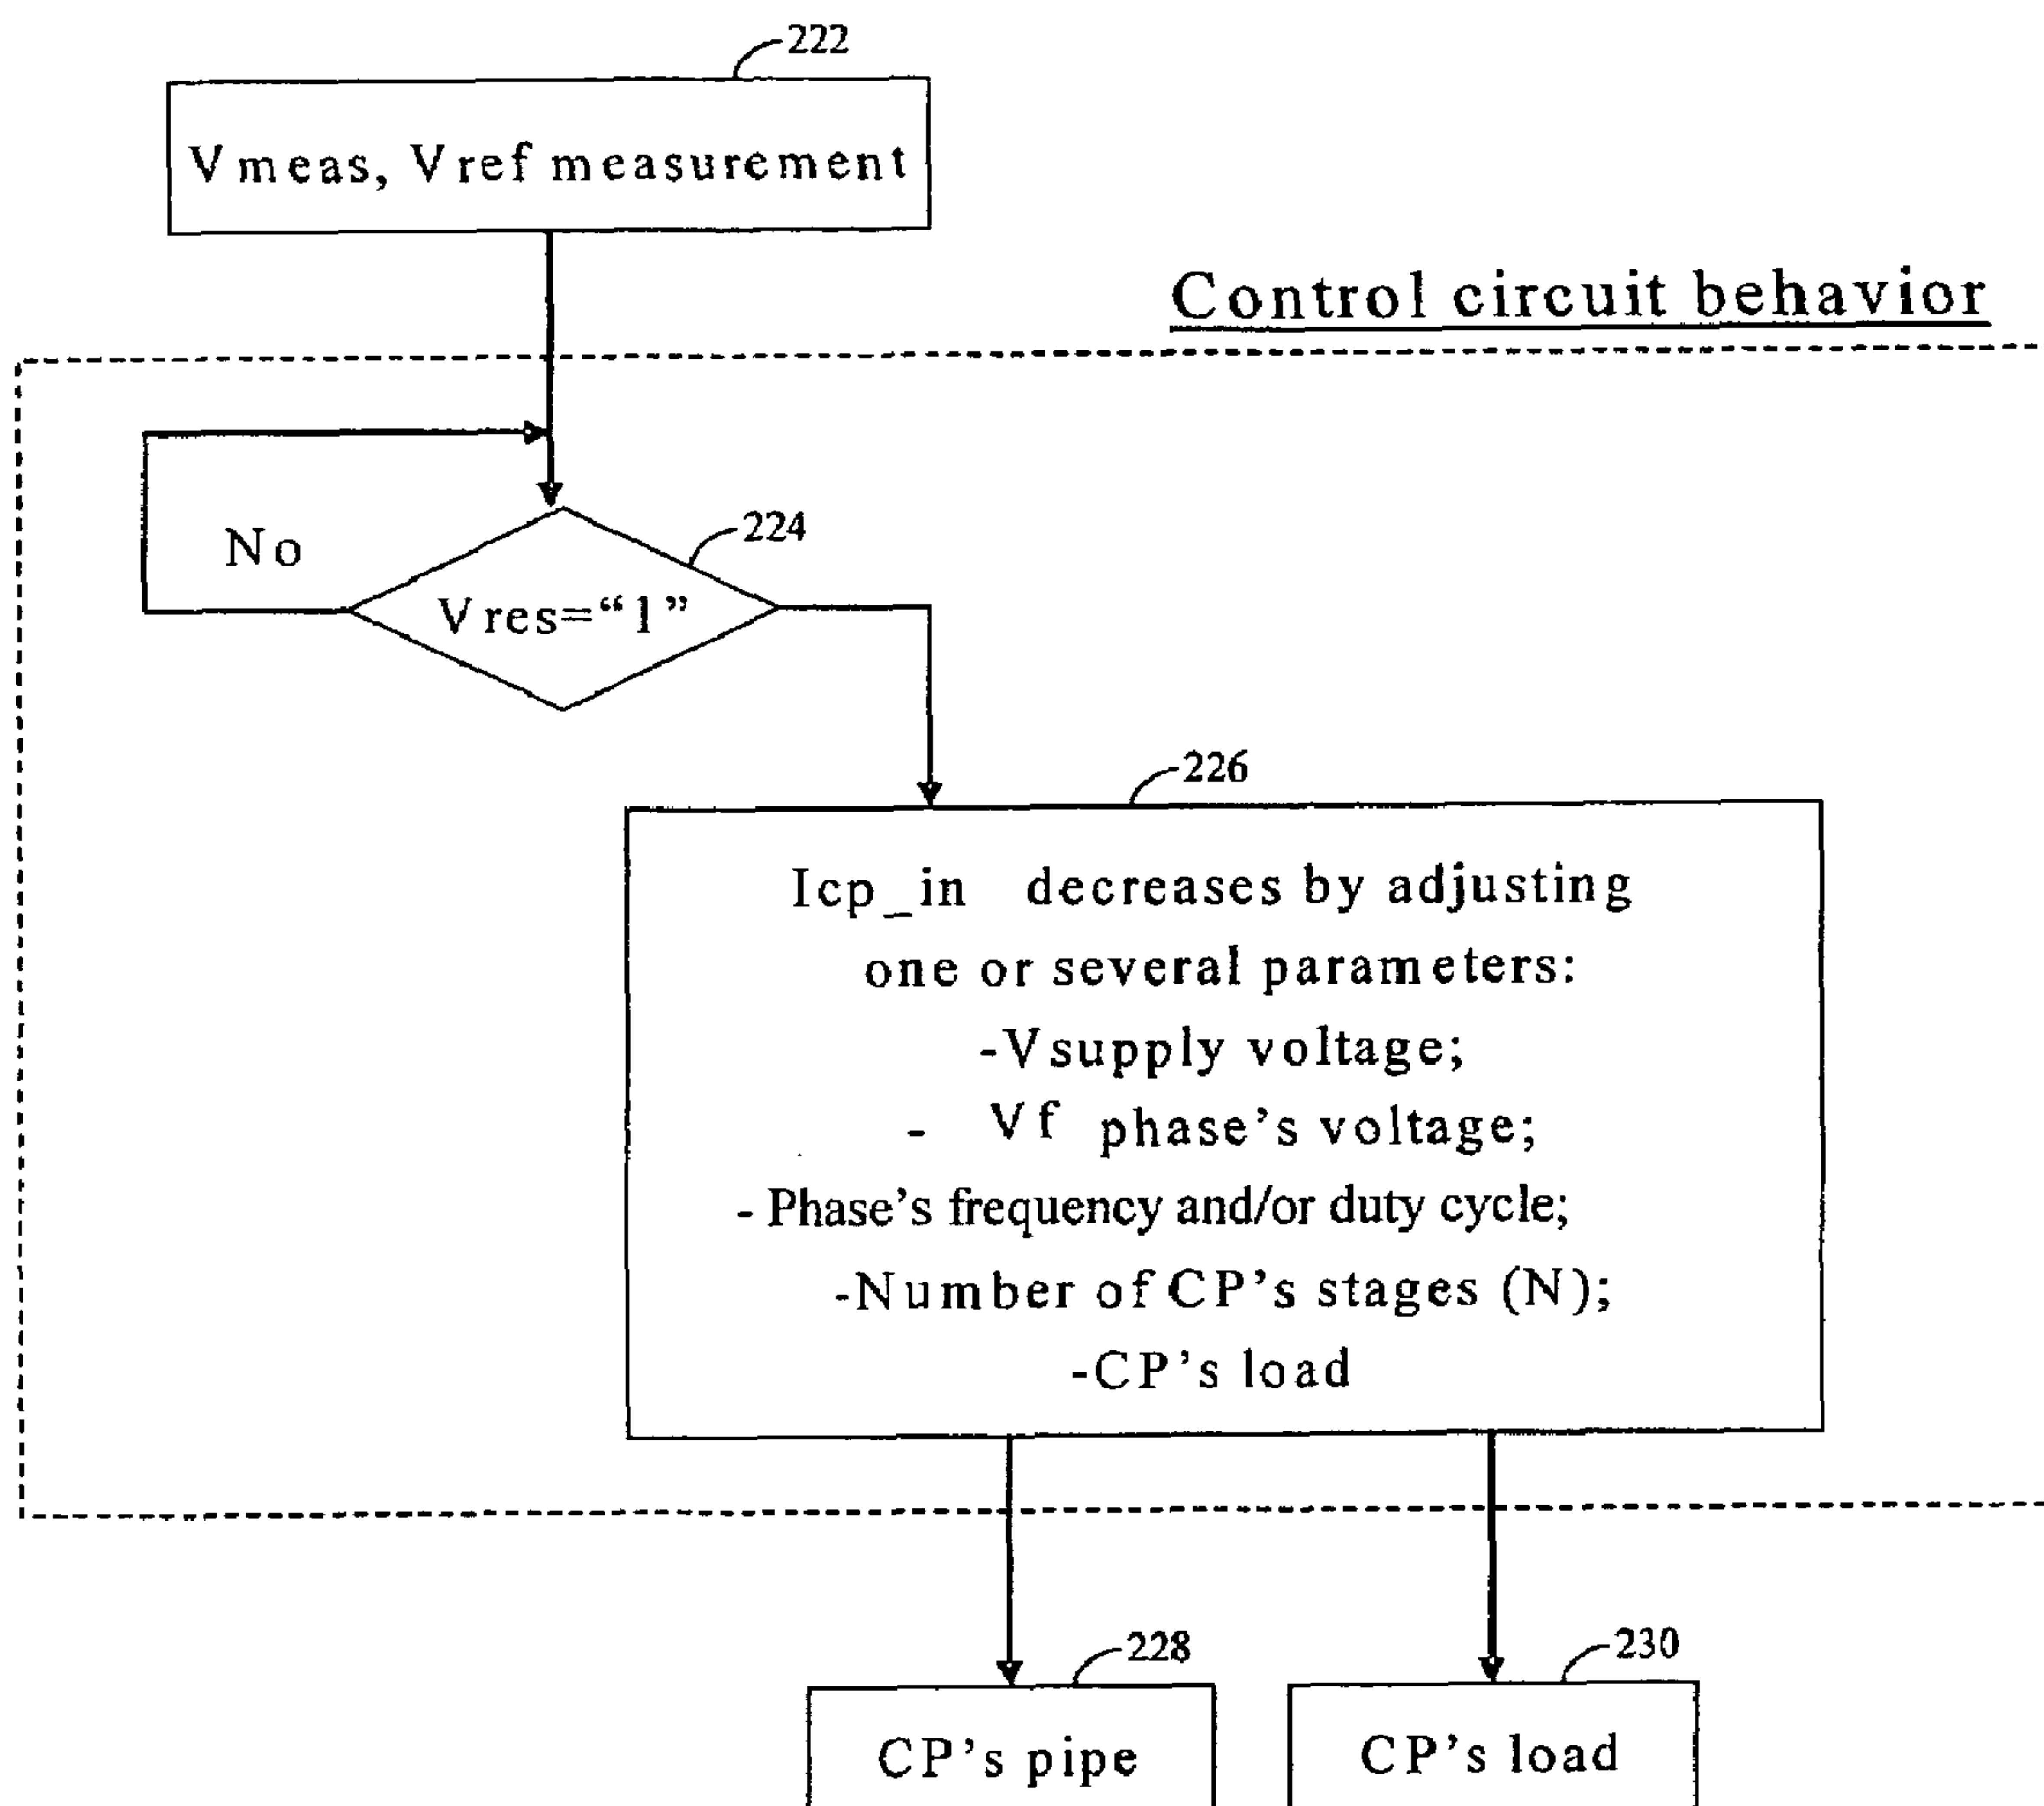 222
Vmeas, Vref measurement
Control circuit behavior
No
224
Vres=“1”
226
Icp_in decreases by adjusting
one or several parameters:
-Vsupply voltage;
- Vf phase’s voltage;
- Phase’s frequency and/or duty cycle;
-Number of CP’s stages (N);
-CP’s load
228
230
CP’s pipe
CP’s load